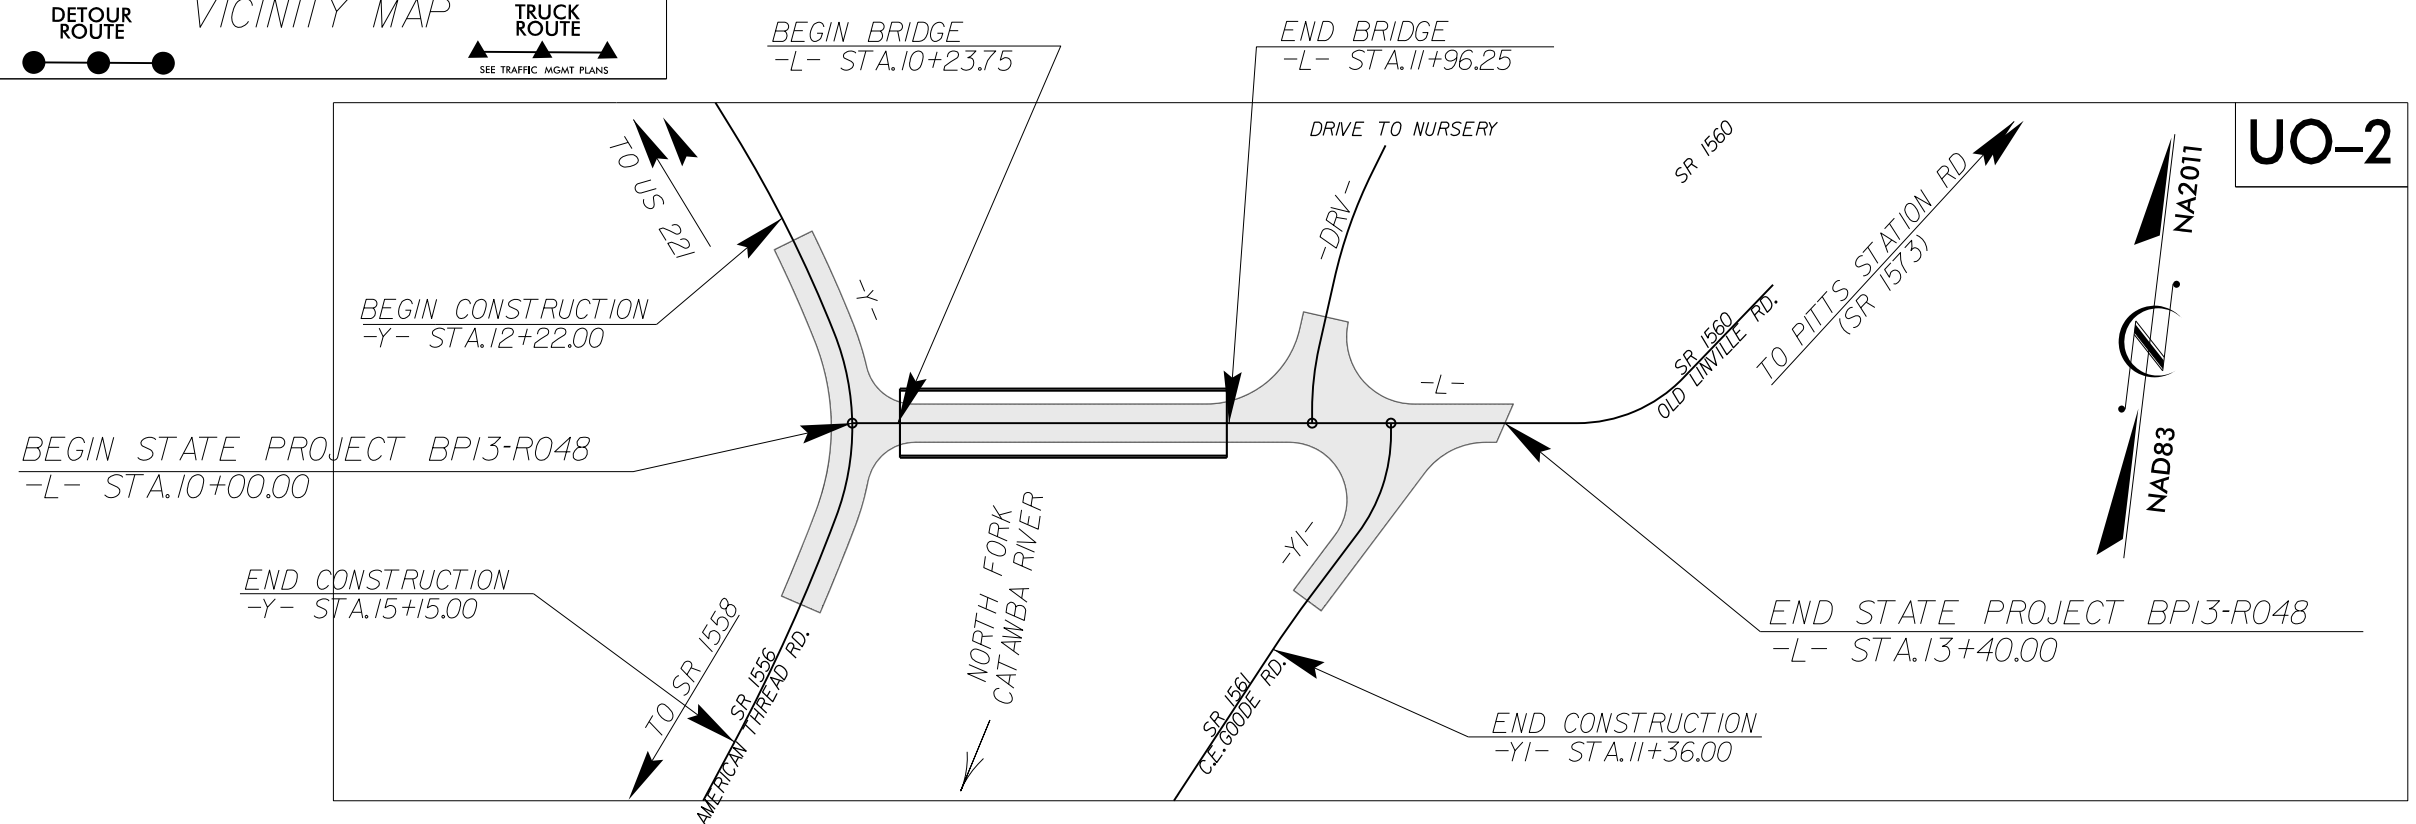 DETOUR
ROUTE
VICINITY MAP
TRUCK
ROUTE
SEE TRAFFIC MGMT PLANS
BEGIN BRIDGE
-L- STA.10+23.75
END BRIDGE
-L- STA.11+96.25
UO-2
DRIVE TO NURSERY
SR 1560
TO US 221
-DRV-
TO PITTS STATION RD
(SR 1573)
NA2011
NAD83
BEGIN CONSTRUCTION
-Y- STA.12+22.00
-Y-
SR 1560
OLD LINVILLE RD.
-L-
BEGIN STATE PROJECT BP13-R048
-L- STA.10+00.00
NORTH FORK
CATAWBA RIVER
-Y1-
END CONSTRUCTION
-Y- STA.15+15.00
TO SR 1558
SR 1556
AMERICAN THREAD RD.
SR 1561
C.E.GOODE RD.
END STATE PROJECT BP13-R048
-L- STA.13+40.00
END CONSTRUCTION
-Y1- STA.11+36.00